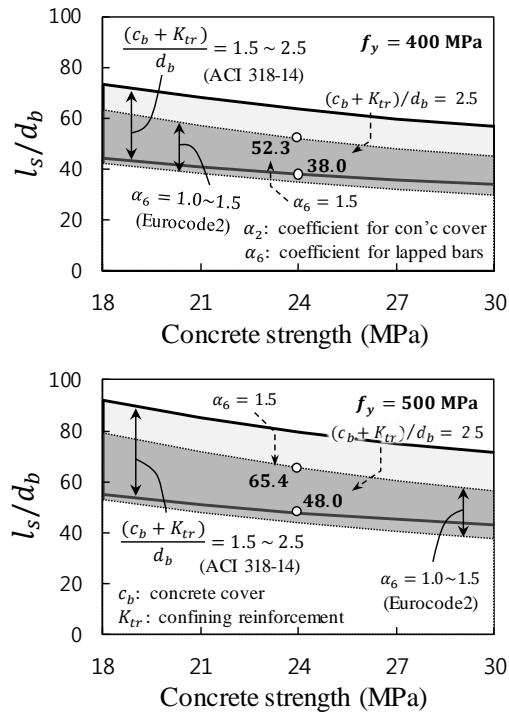 (c_b + K_tr)/d_b = 1.5 ~ 2.5
(ACI 318-14)
f_y = 400 MPa
(c_b + K_tr)/d_b = 2.5
52.3
38.0
α_6 = 1.0~1.5
(Eurocode2)
α_6 = 1.5
α_2: coefficient for con'c cover
α_6: coefficient for lapped bars
l_s/d_b
100
80
60
40
20
0
18 21 24 27 30
Concrete strength (MPa)
α_6 = 1.5
f_y = 500 MPa
(c_b + K_tr)/d_b = 2.5
65.4
48.0
(c_b + K_tr)/d_b = 1.5 ~ 2.5
(ACI 318-14)
α_6 = 1.0~1.5
(Eurocode2)
c_b: concrete cover
K_tr: confining reinforcement
l_s/d_b
100
80
60
40
20
0
18 21 24 27 30
Concrete strength (MPa)